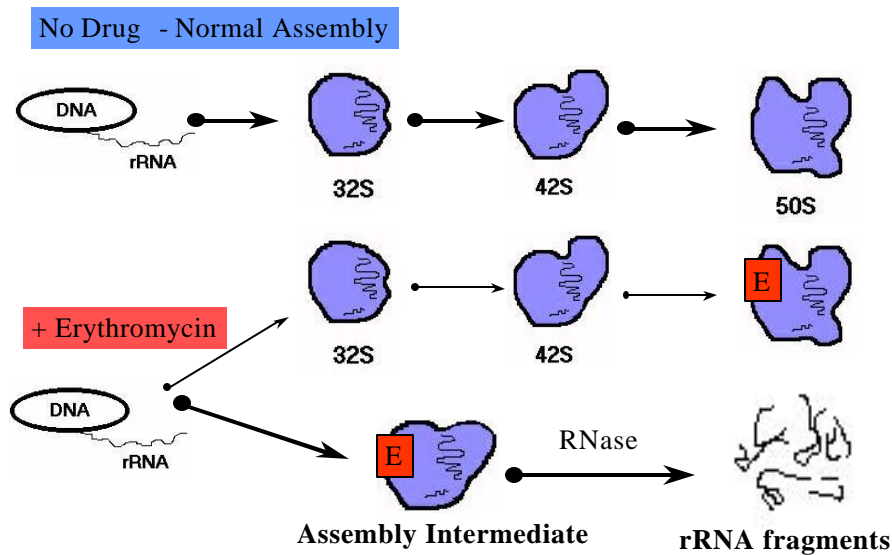 No Drug - Normal Assembly
DNA
rRNA
32S
42S
50S
E
+ Erythromycin
32S
42S
DNA
rRNA
E
RNase
Assembly Intermediate
rRNA fragments